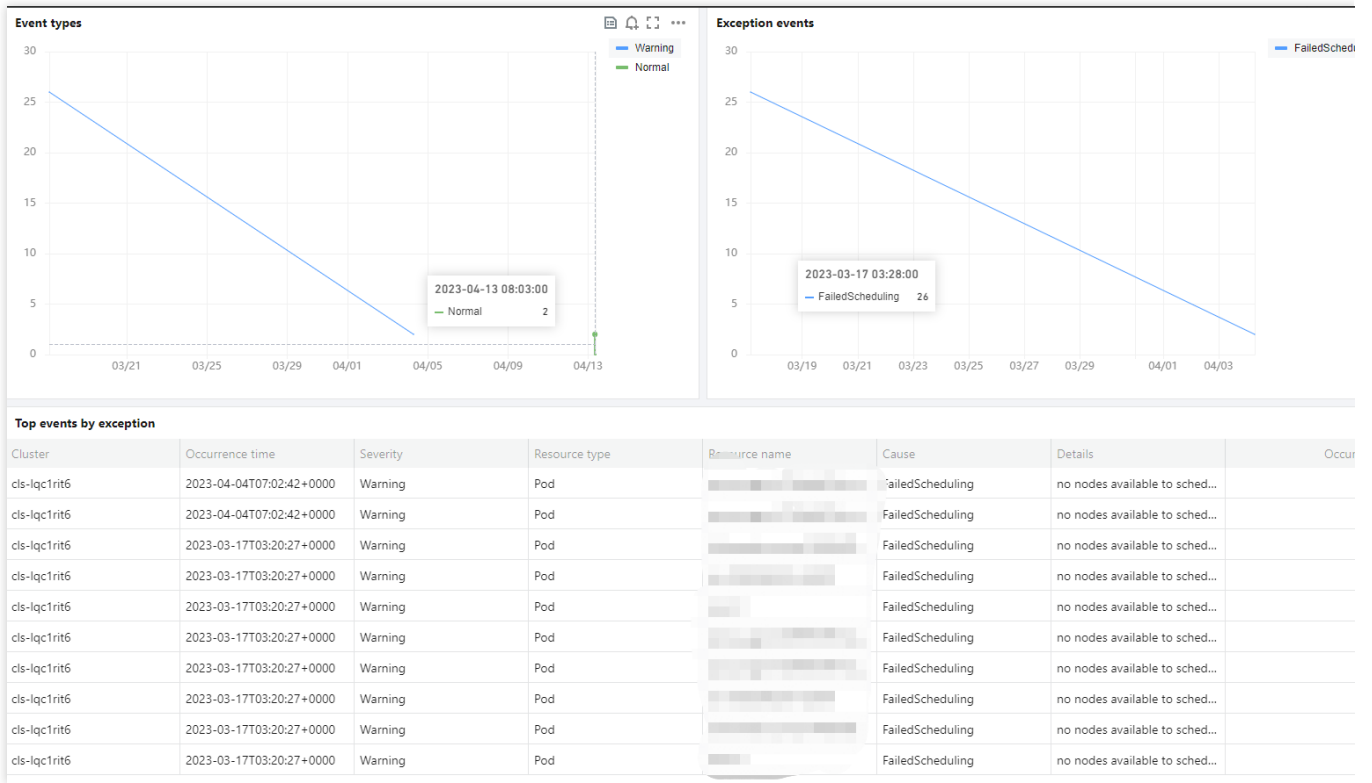 Event types
Warning
Normal
30
25
20
15
10
5
0
03/21 03/25 03/29 04/01 04/05 04/09 04/13
2023-04-13 08:03:00
Normal 2
Exception events
FailedSchedu
30
25
20
15
10
5
0
03/19 03/21 03/23 03/25 03/27 03/29 04/01 04/03
2023-03-17 03:28:00
FailedScheduling 26
Top events by exception
Cluster Occurrence time Severity Resource type Resource name Cause Details Occur
cls-lqc1rit6 2023-04-04T07:02:42+0000 Warning Pod FailedScheduling no nodes available to sched...
cls-lqc1rit6 2023-04-04T07:02:42+0000 Warning Pod FailedScheduling no nodes available to sched...
cls-lqc1rit6 2023-03-17T03:20:27+0000 Warning Pod FailedScheduling no nodes available to sched...
cls-lqc1rit6 2023-03-17T03:20:27+0000 Warning Pod FailedScheduling no nodes available to sched...
cls-lqc1rit6 2023-03-17T03:20:27+0000 Warning Pod FailedScheduling no nodes available to sched...
cls-lqc1rit6 2023-03-17T03:20:27+0000 Warning Pod FailedScheduling no nodes available to sched...
cls-lqc1rit6 2023-03-17T03:20:27+0000 Warning Pod FailedScheduling no nodes available to sched...
cls-lqc1rit6 2023-03-17T03:20:27+0000 Warning Pod FailedScheduling no nodes available to sched...
cls-lqc1rit6 2023-03-17T03:20:27+0000 Warning Pod FailedScheduling no nodes available to sched...
cls-lqc1rit6 2023-03-17T03:20:27+0000 Warning Pod FailedScheduling no nodes available to sched...